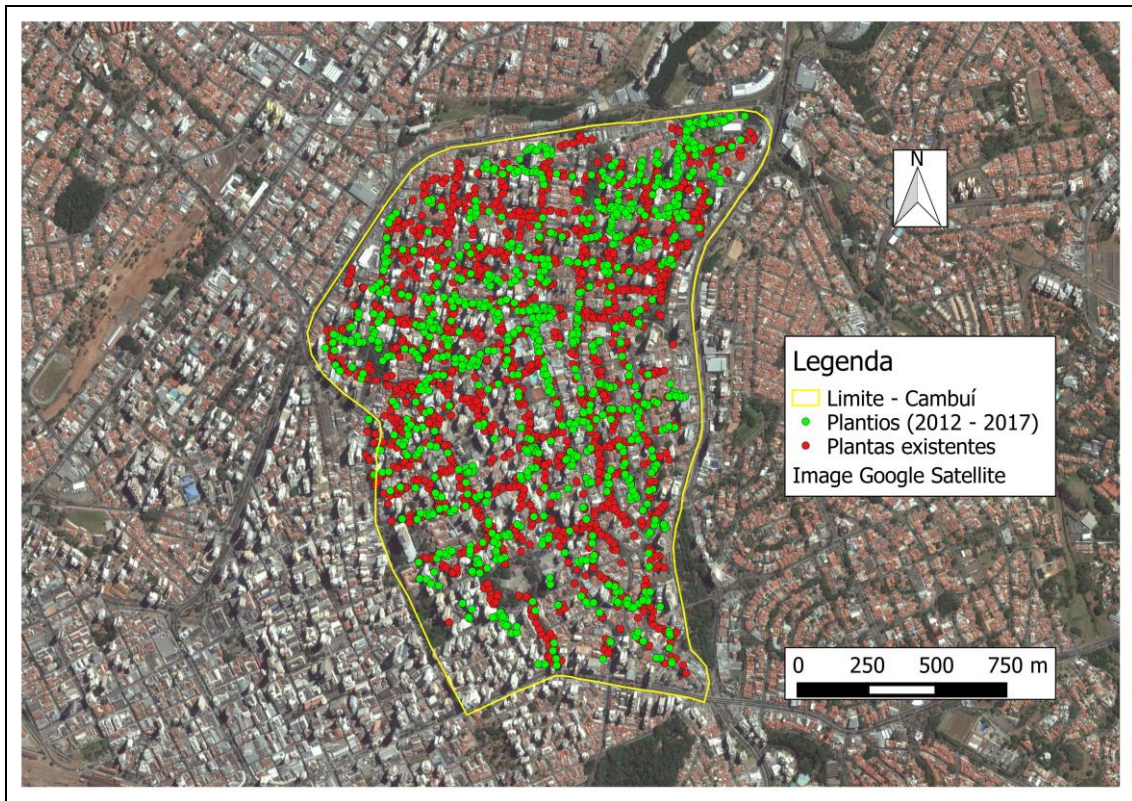 N
Legenda
Limite - Cambuí
Plantios (2012 - 2017)
Plantas existentes
Image Google Satellite
0 250 500 750 m